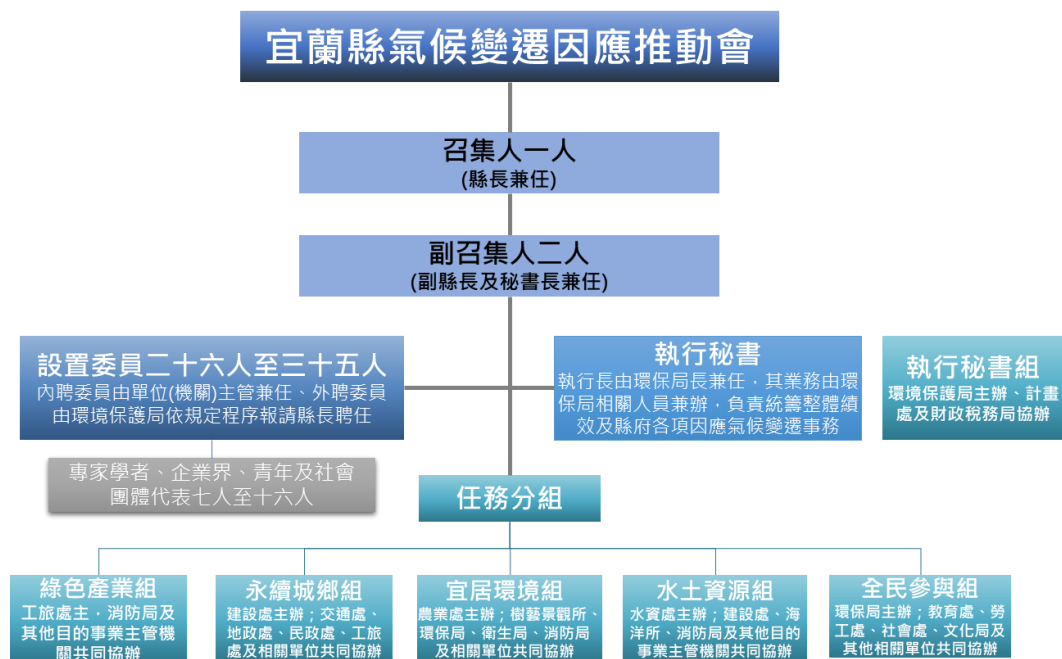 宜蘭縣氣候變遷因應推動會
召集人一人
(縣長兼任)
副召集人二人
(副縣長及秘書長兼任)
設置委員二十六人至三十五人
內聘委員由單位(機關)主管兼任、外聘委員
由環境保護局依規定程序報請縣長聘任
專家學者、企業界、青年及社會
團體代表七人至十六人
執行秘書
執行長由環保局長兼任，其業務由環
保局相關人員兼辦，負責統籌整體績
效及縣府各項因應氣候變遷事務
執行秘書組
環境保護局主辦、計畫
處及財政稅務局協辦
任務分組
綠色產業組
工旅處主，消防局及
其他目的事業主管機
關共同協辦
永續城鄉組
建設處主辦；交通處、
地政處、民政處、工旅
處及相關單位共同協辦
宜居環境組
農業處主辦；樹藝景觀所、
環保局、衛生局、消防局
及相關單位共同協辦
水土資源組
水資處主辦；建設處、海
洋所、消防局及其他目的
事業主管機關共同協辦
全民參與組
環保局主辦；教育處、勞
工處、社會處、文化局及
其他相關單位共同協辦